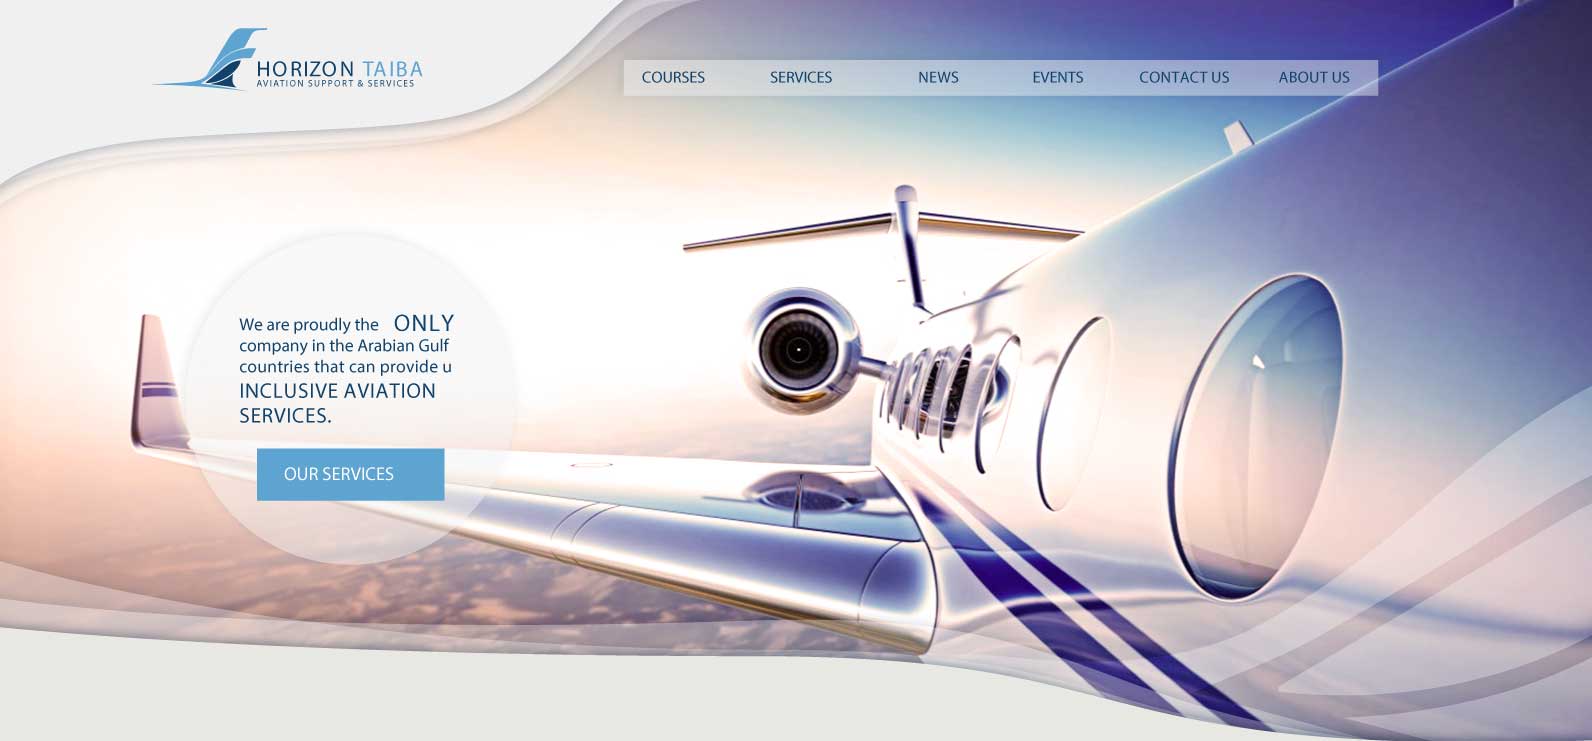 HORIZON TAIBA
AVIATION SUPPORT & SERVICES
COURSES SERVICES NEWS EVENTS CONTACT US ABOUT US
We are proudly the ONLY
company in the Arabian Gulf
countries that can provide u
INCLUSIVE AVIATION
SERVICES.
OUR SERVICES